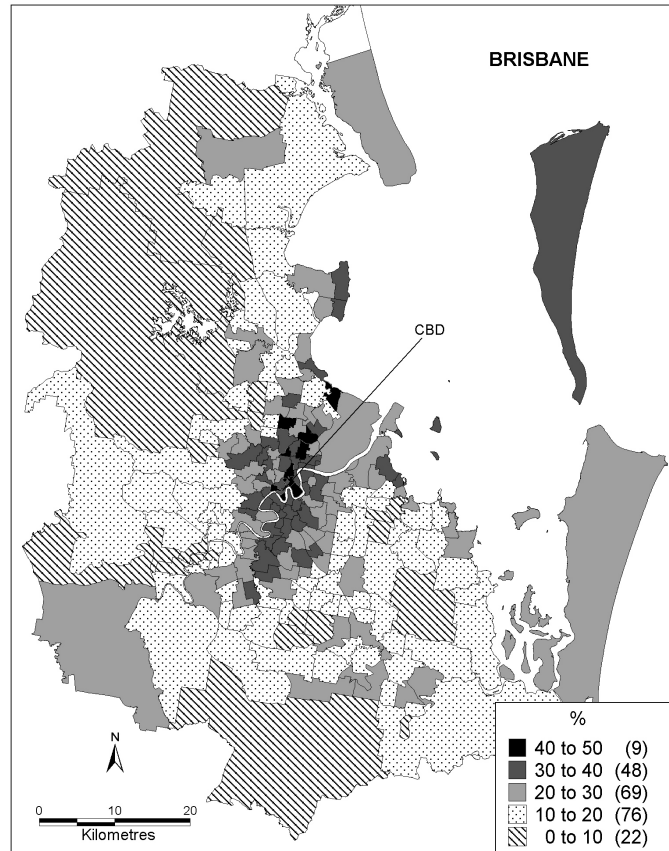 BRISBANE
CBD
N
0 10 20
Kilometres
%
40 to 50 (9)
30 to 40 (48)
20 to 30 (69)
10 to 20 (76)
0 to 10 (22)